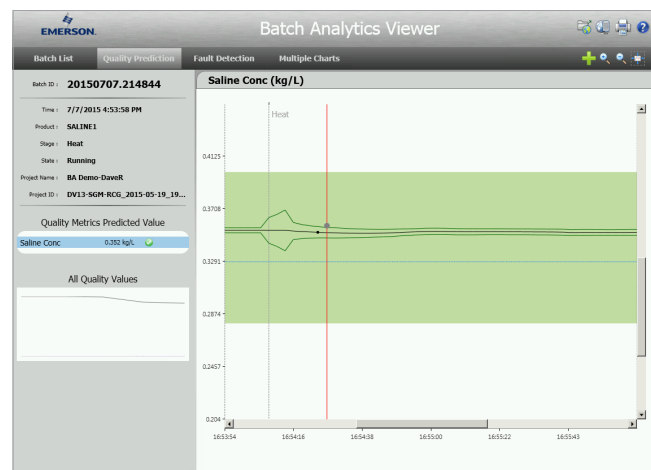 EMERSON.
Batch Analytics Viewer
Batch List Quality Prediction Fault Detection Multiple Charts
Batch ID : 20150707.214844
Time : 7/7/2015 4:53:58 PM
Product : SALINE1
Stage : Heat
State : Running
Project Name : BA Demo-DaveR
Project ID : DV13-SGM-RCG_2015-05-19_19...
Quality Metrics Predicted Value
Saline Conc 0.352 kg/L
All Quality Values
Saline Conc (kg/L)
Heat
0.4125
0.3708
0.3291
0.2874
0.2457
0.204
16:53:54 16:54:16 16:54:38 16:55:00 16:55:22 16:55:43